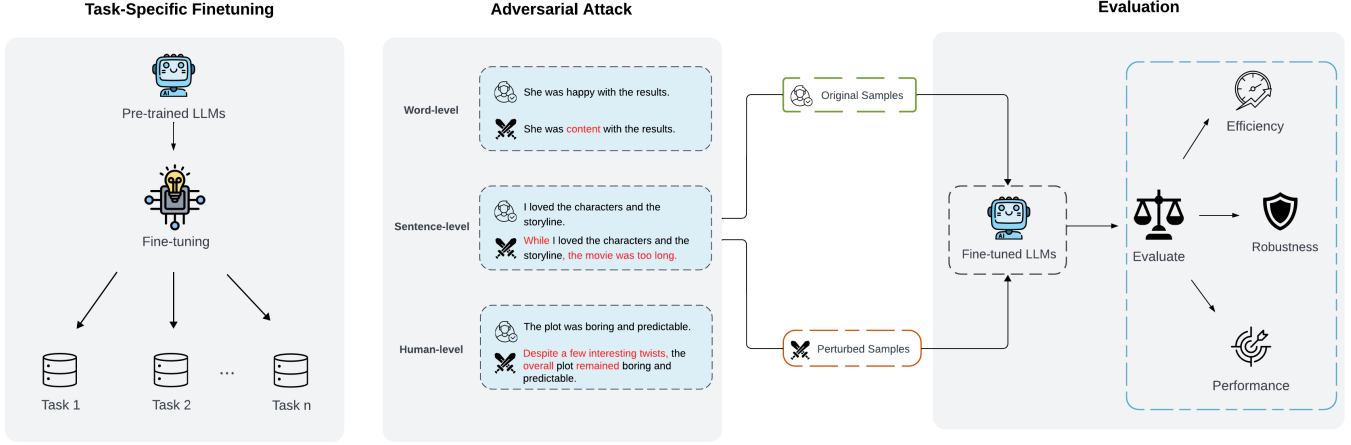 Task-Specific Finetuning
Pre-trained LLMs
Fine-tuning
Task 1
Task 2
...
Task n
Adversarial Attack
Word-level
She was happy with the results.
She was content with the results.
Sentence-level
I loved the characters and the
storyline.
While I loved the characters and the
storyline, the movie was too long.
Human-level
The plot was boring and predictable.
Despite a few interesting twists, the
overall plot remained boring and
predictable.
Original Samples
Perturbed Samples
Evaluation
AI
Fine-tuned LLMs
Evaluate
Efficiency
Robustness
Performance